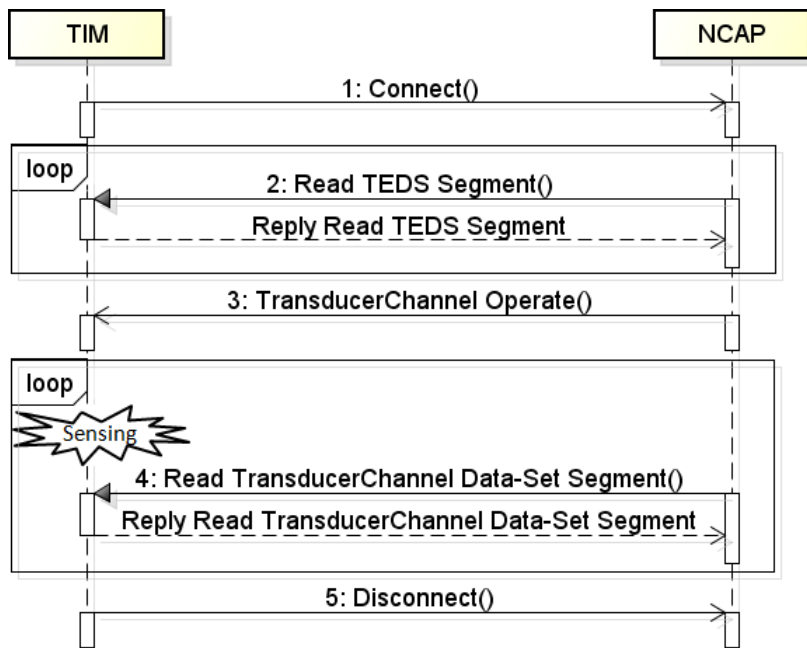 TIM
NCAP
1: Connect()
loop
2: Read TEDS Segment()
Reply Read TEDS Segment
3: TransducerChannel Operate()
loop
Sensing
4: Read TransducerChannel Data-Set Segment()
Reply Read TransducerChannel Data-Set Segment
5: Disconnect()